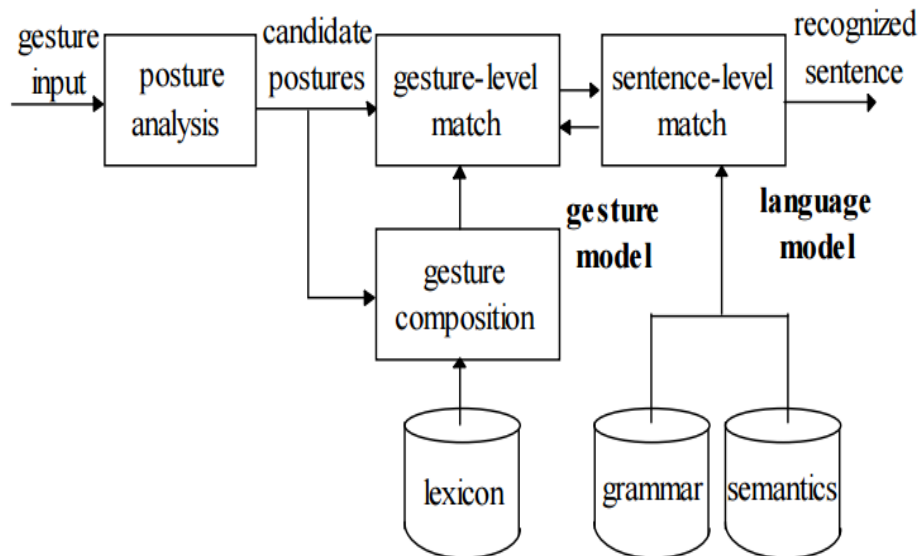 gesture
input
posture
analysis
candidate
postures
gesture-level
match
sentence-level
match
recognized
sentence
gesture
model
language
model
gesture
composition
lexicon
grammar
semantics